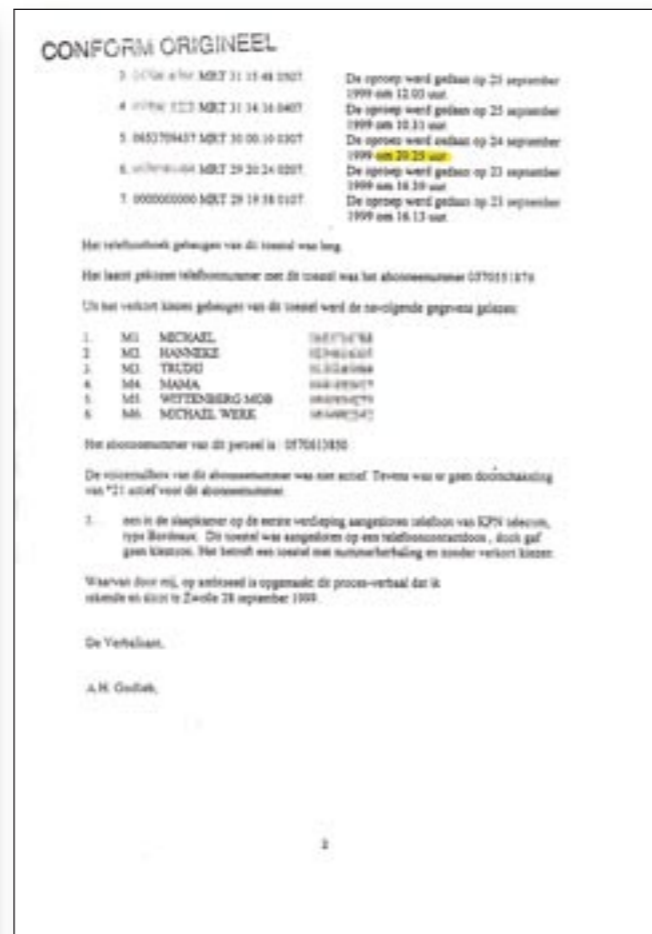 CONFORM ORIGINEEL
3. MRT 31 15:48 0507. De oproep werd gedaan op 25 september
1999 om 12.03 uur.
4. MRT 31 14:16 0407. De oproep werd gedaan op 25 september
1999 om 10.31 uur.
5. 0653709437 MRT 30 00:10 0307. De oproep werd gedaan op 24 september
1999 om 20.25 uur.
6. MRT 29 20:24 0207. De oproep werd gedaan op 23 september
1999 om 16.39 uur.
7. 0000000000 MRT 29 19:58 0107. De oproep werd gedaan op 23 september
1999 om 16.13 uur.
Het telefoonboek geheugen van dit toestel was leeg.
Het laatst gekozen telefoonnummer met dit toestel was het abonneenummer
Uit het verkort kiezen geheugen van dit toestel werd de navolgende gegevens gelezen:
1. M1. MICHAEL
2. M2. HANNEKE
3. M3.
4. M4. MAMA
5. M5. WITTENBERG MOB
6. M6. MICHAEL WERK
Het abonneenummer van dit perceel is : 0570613850.
De voicemailbox van dit abonneenummer was niet actief. Tevens was er geen doorschakeling
van *21 actief voor dit abonneenummer.
een in de slaapkamer op de eerste verdieping aangesloten telefoon van KPN telecom,
type Bordeaux. Dit toestel was aangesloten op een telefooncontactdoos , doch gaf
geen kiestoon. Het betreft een toestel met nummerherhaling en zonder verkort kiezen.
Waarvan door mij, op ambtseed is opgemaakt dit proces-verbaal dat ik
tekende en sloot te Zwolle 28 september 1999.
De Verbalisant,
A.H.
2